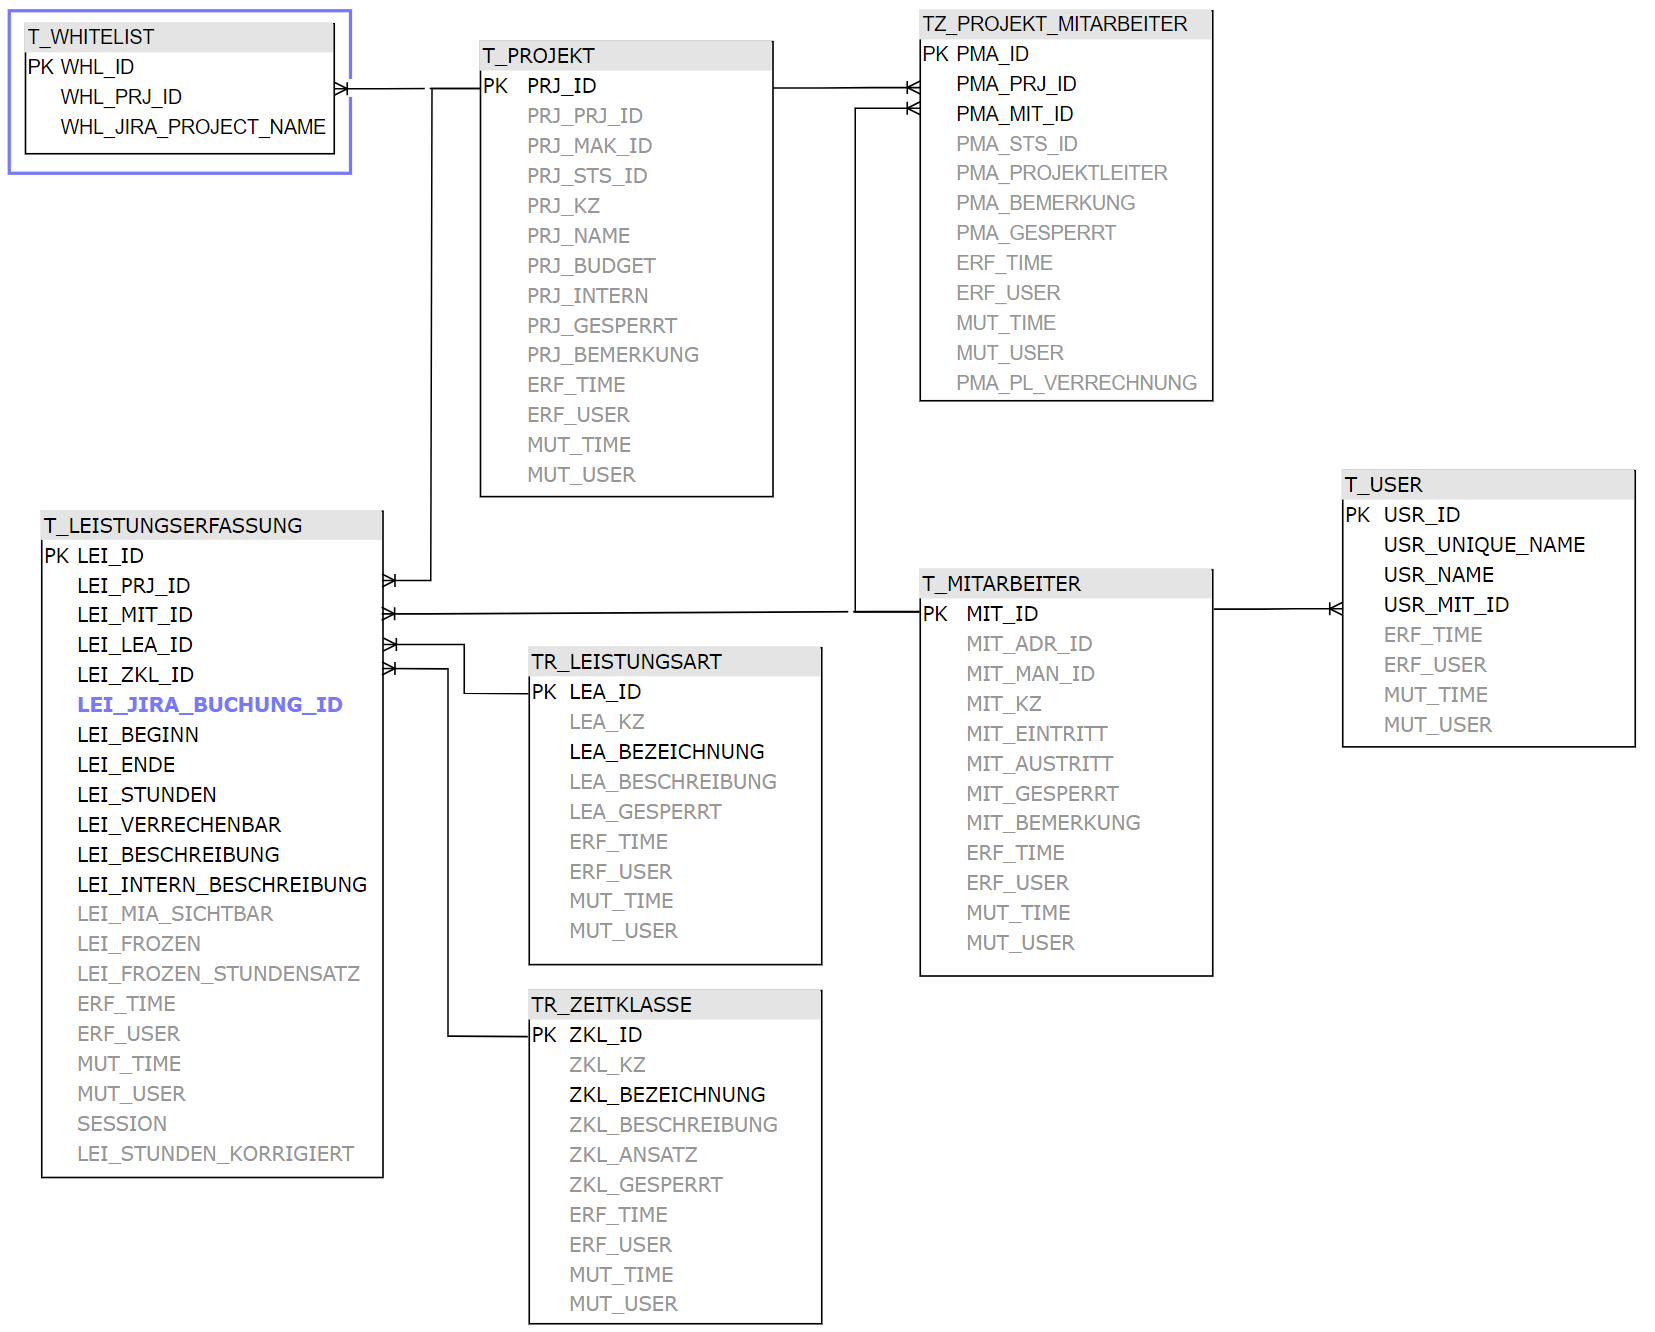 T_WHITELIST
PK WHL_ID
WHL_PRJ_ID
WHL_JIRA_PROJECT_NAME
T_PROJEKT
PK PRJ_ID
PRJ_PRJ_ID
PRJ_MAK_ID
PRJ_STS_ID
PRJ_KZ
PRJ_NAME
PRJ_BUDGET
PRJ_INTERN
PRJ_GESPERRT
PRJ_BEMERKUNG
ERF_TIME
ERF_USER
MUT_TIME
MUT_USER
TZ_PROJEKT_MITARBEITER
PK PMA_ID
PMA_PRJ_ID
PMA_MIT_ID
PMA_STS_ID
PMA_PROJEKTLEITER
PMA_BEMERKUNG
PMA_GESPERRT
ERF_TIME
ERF_USER
MUT_TIME
MUT_USER
PMA_PL_VERRECHNUNG
T_LEISTUNGSERFASSUNG
PK LEI_ID
LEI_PRJ_ID
LEI_MIT_ID
LEI_LEA_ID
LEI_ZKL_ID
LEI_JIRA_BUCHUNG_ID
LEI_BEGINN
LEI_ENDE
LEI_STUNDEN
LEI_VERRECHENBAR
LEI_BESCHREIBUNG
LEI_INTERN_BESCHREIBUNG
LEI_MIA_SICHTBAR
LEI_FROZEN
LEI_FROZEN_STUNDENSATZ
ERF_TIME
ERF_USER
MUT_TIME
MUT_USER
SESSION
LEI_STUNDEN_KORRIGIERT
TR_LEISTUNGSART
PK LEA_ID
LEA_KZ
LEA_BEZEICHNUNG
LEA_BESCHREIBUNG
LEA_GESPERRT
ERF_TIME
ERF_USER
MUT_TIME
MUT_USER
TR_ZEITKLASSE
PK ZKL_ID
ZKL_KZ
ZKL_BEZEICHNUNG
ZKL_BESCHREIBUNG
ZKL_ANSATZ
ZKL_GESPERRT
ERF_TIME
ERF_USER
MUT_TIME
MUT_USER
T_MITARBEITER
PK MIT_ID
MIT_ADR_ID
MIT_MAN_ID
MIT_KZ
MIT_EINTRITT
MIT_AUSTRITT
MIT_GESPERRT
MIT_BEMERKUNG
ERF_TIME
ERF_USER
MUT_TIME
MUT_USER
T_USER
PK USR_ID
USR_UNIQUE_NAME
USR_NAME
USR_MIT_ID
ERF_TIME
ERF_USER
MUT_TIME
MUT_USER